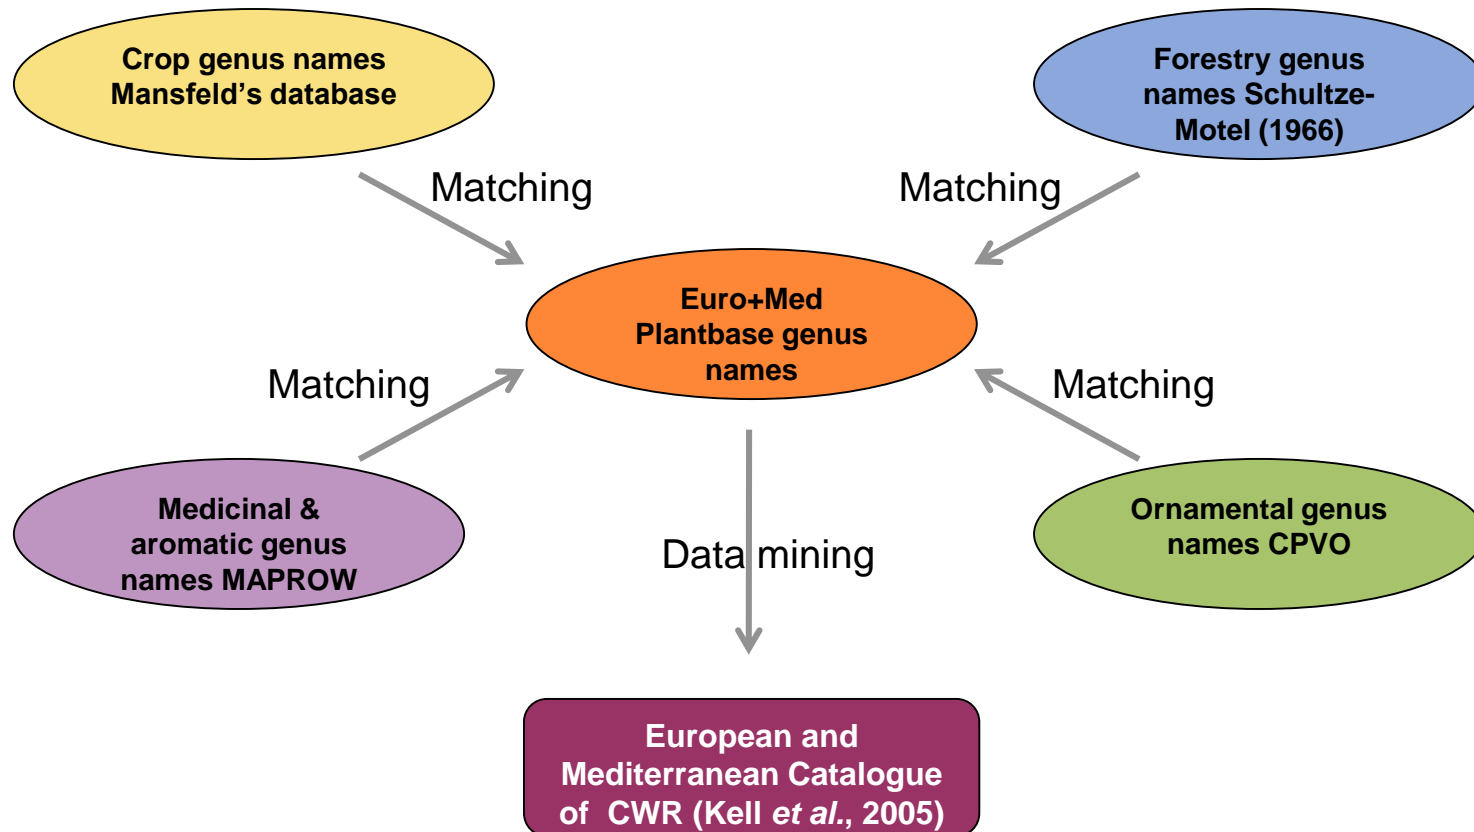 Crop genus names
Mansfeld's database
Forestry genus
names Schultze-
Motel (1966)
Matching
Matching
Euro+Med
Plantbase genus
names
Matching
Matching
Medicinal &
aromatic genus
names MAPROW
Data mining
Ornamental genus
names CPVO
European and
Mediterranean Catalogue
of  CWR (Kell et al., 2005)